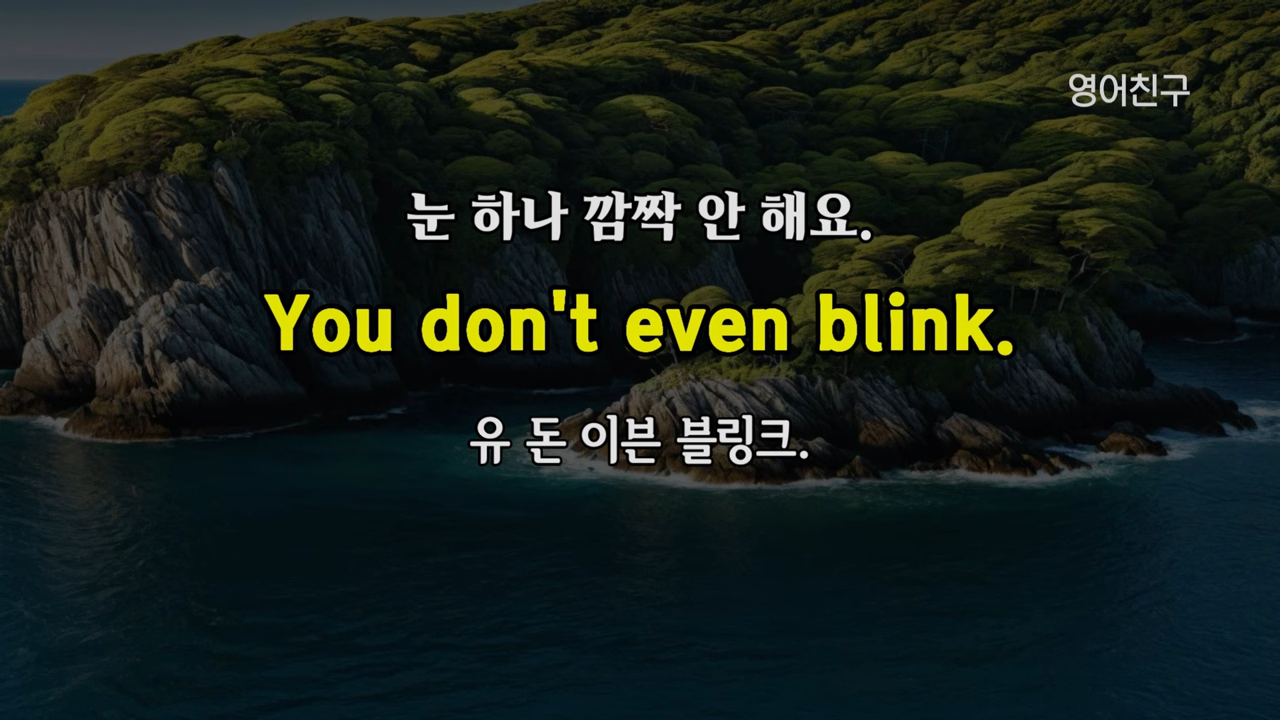 영어친구
눈 하나 깜짝 안 해요.
You don't even blink.
유 돈 이븐 블링크.